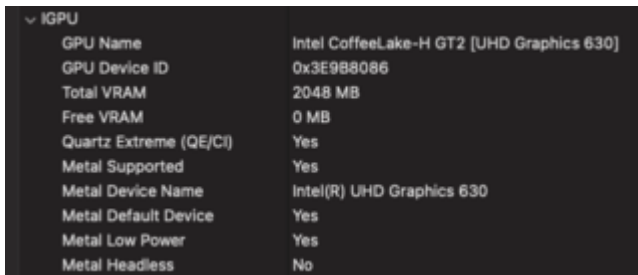 IGPU
GPU Name Intel CoffeeLake-H GT2 [UHD Graphics 630]
GPU Device ID 0x3E9B8086
Total VRAM 2048 MB
Free VRAM 0 MB
Quartz Extreme (QE/CI) Yes
Metal Supported Yes
Metal Device Name Intel(R) UHD Graphics 630
Metal Default Device Yes
Metal Low Power Yes
Metal Headless No